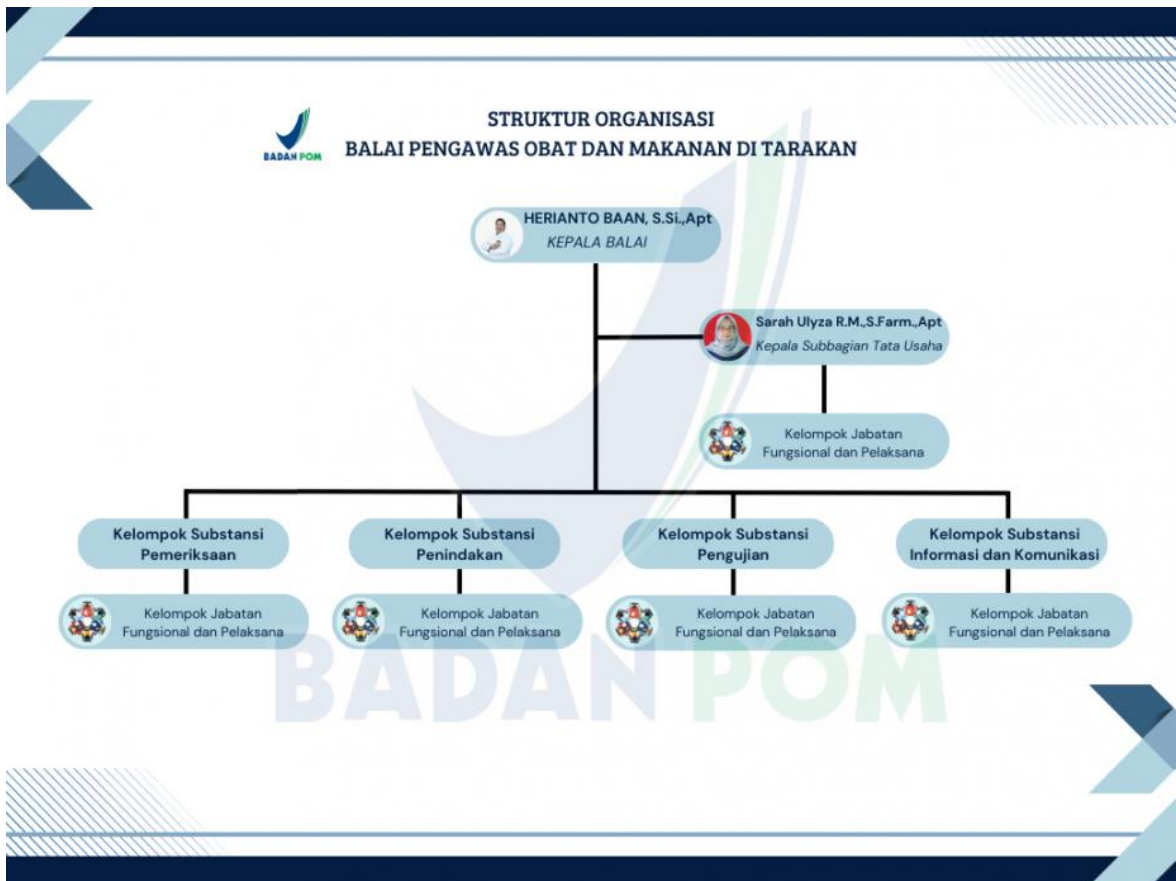 STRUKTUR ORGANISASI
BADAN POM
BALAI PENGAWAS OBAT DAN MAKANAN DI TARAKAN
HERIANTO BAAN, S.Si.,Apt
KEPALA BALAI
Sarah Ulyza R.M.,S.Farm.,Apt
Kepala Subbagian Tata Usaha
Kelompok Jabatan
Fungsional dan Pelaksana
Kelompok Substansi
Pemeriksaan
Kelompok Substansi
Penindakan
Kelompok Substansi
Pengujian
Kelompok Substansi
Informasi dan Komunikasi
Kelompok Jabatan
Fungsional dan Pelaksana
Kelompok Jabatan
Fungsional dan Pelaksana
Kelompok Jabatan
Fungsional dan Pelaksana
Kelompok Jabatan
Fungsional dan Pelaksana
BADAN POM